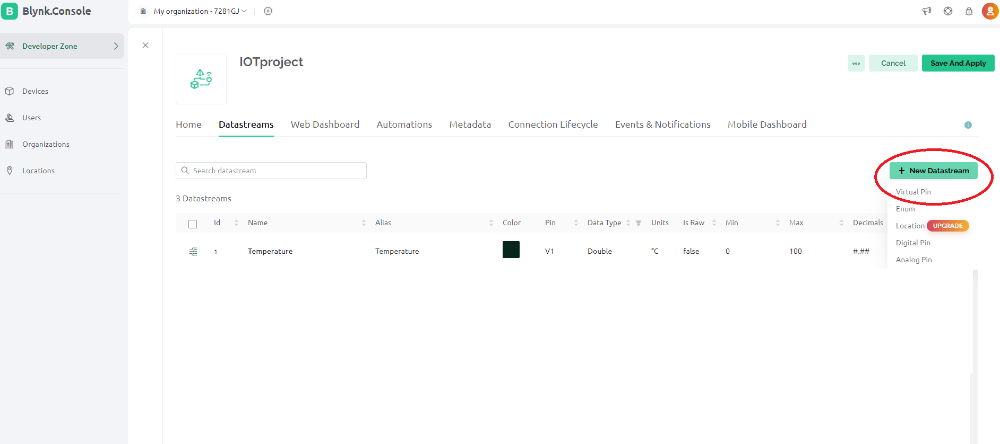 B Blynk.Console
My organization - 7281GJ
Developer Zone
Devices
Users
Organizations
Locations
IOTproject
Cancel
Save And Apply
Home Datastreams Web Dashboard Automations Metadata Connection Lifecycle Events & Notifications Mobile Dashboard
Search datastream
+ New Datastream
Virtual Pin
Enum
Location UPGRADE
Digital Pin
Analog Pin
3 Datastreams
Id Name Alias Color Pin Data Type Units Is Raw Min Max Decimals
1 Temperature Temperature V1 Double °C false 0 100 #.##